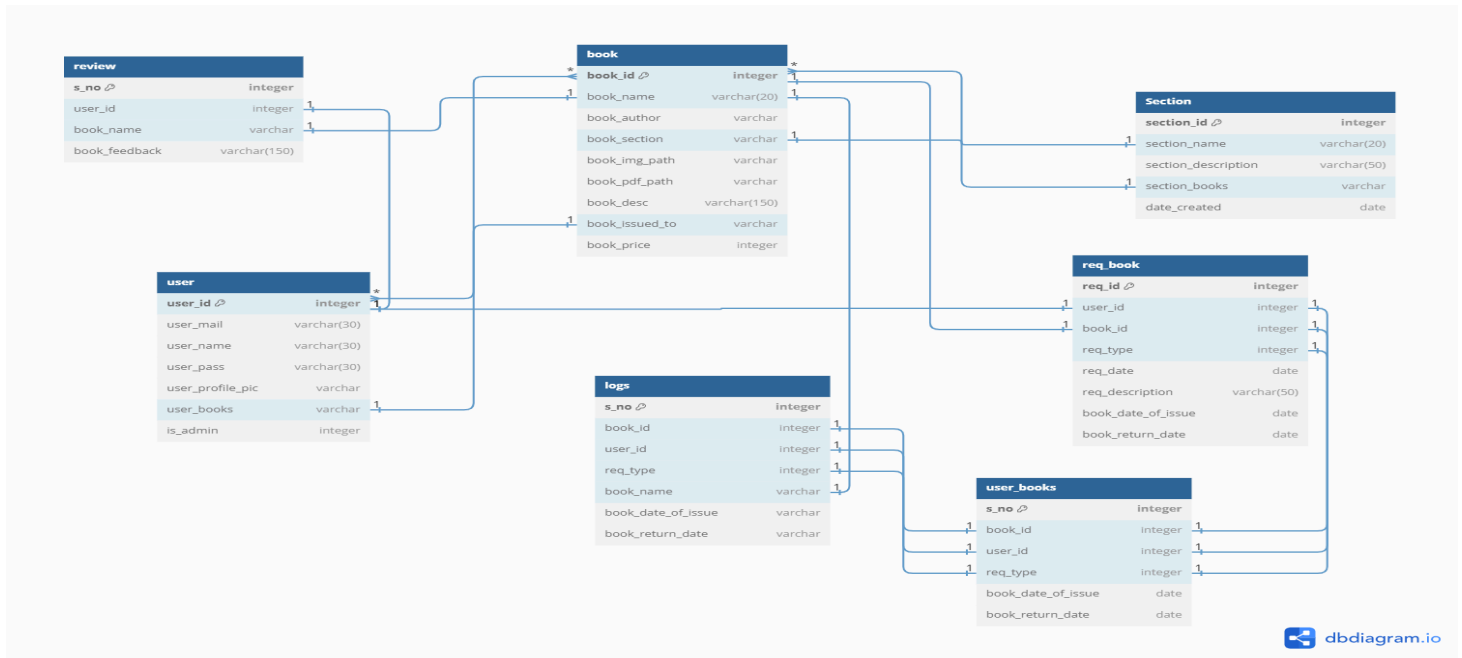 review
s_no integer
user_id integer
book_name varchar
book_feedback varchar(150)
book
book_id integer
book_name varchar(20)
book_author varchar
book_section varchar
book_img_path varchar
book_pdf_path varchar
book_desc varchar(150)
book_issued_to varchar
book_price integer
Section
section_id integer
section_name varchar(20)
section_description varchar(50)
section_books varchar
date_created date
user
user_id integer
user_mail varchar(30)
user_name varchar(30)
user_pass varchar(30)
user_profile_pic varchar
user_books varchar
is_admin integer
req_book
req_id integer
user_id integer
book_id integer
req_type integer
req_date date
req_description varchar(50)
book_date_of_issue date
book_return_date date
logs
s_no integer
book_id integer
user_id integer
req_type integer
book_name varchar
book_date_of_issue varchar
book_return_date varchar
user_books
s_no integer
book_id integer
user_id integer
req_type integer
book_date_of_issue date
book_return_date date
dbdiagram.io